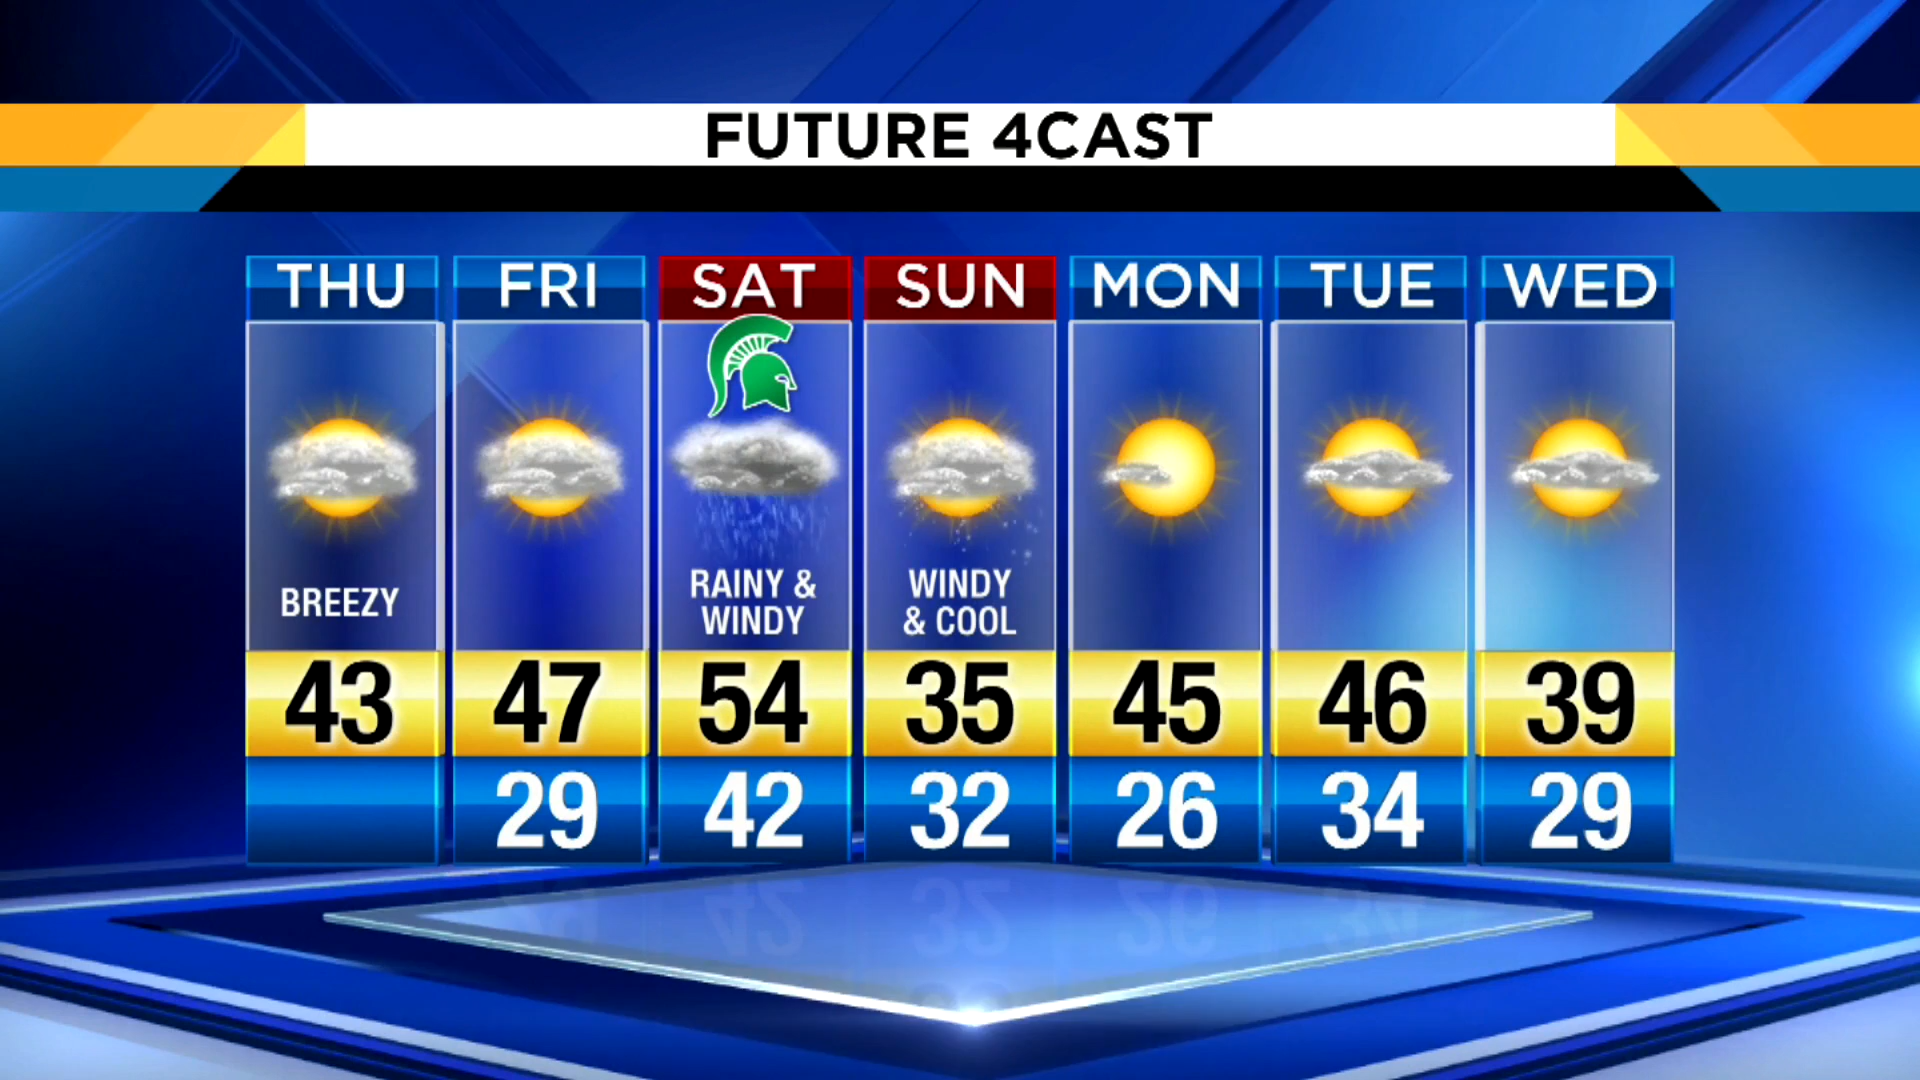 FUTURE 4CAST
THU FRI SAT SUN MON TUE WED
BREEZY
RAINY &
WINDY
WINDY
& COOL
43 47 54 35 45 46 39
29 42 32 26 34 29